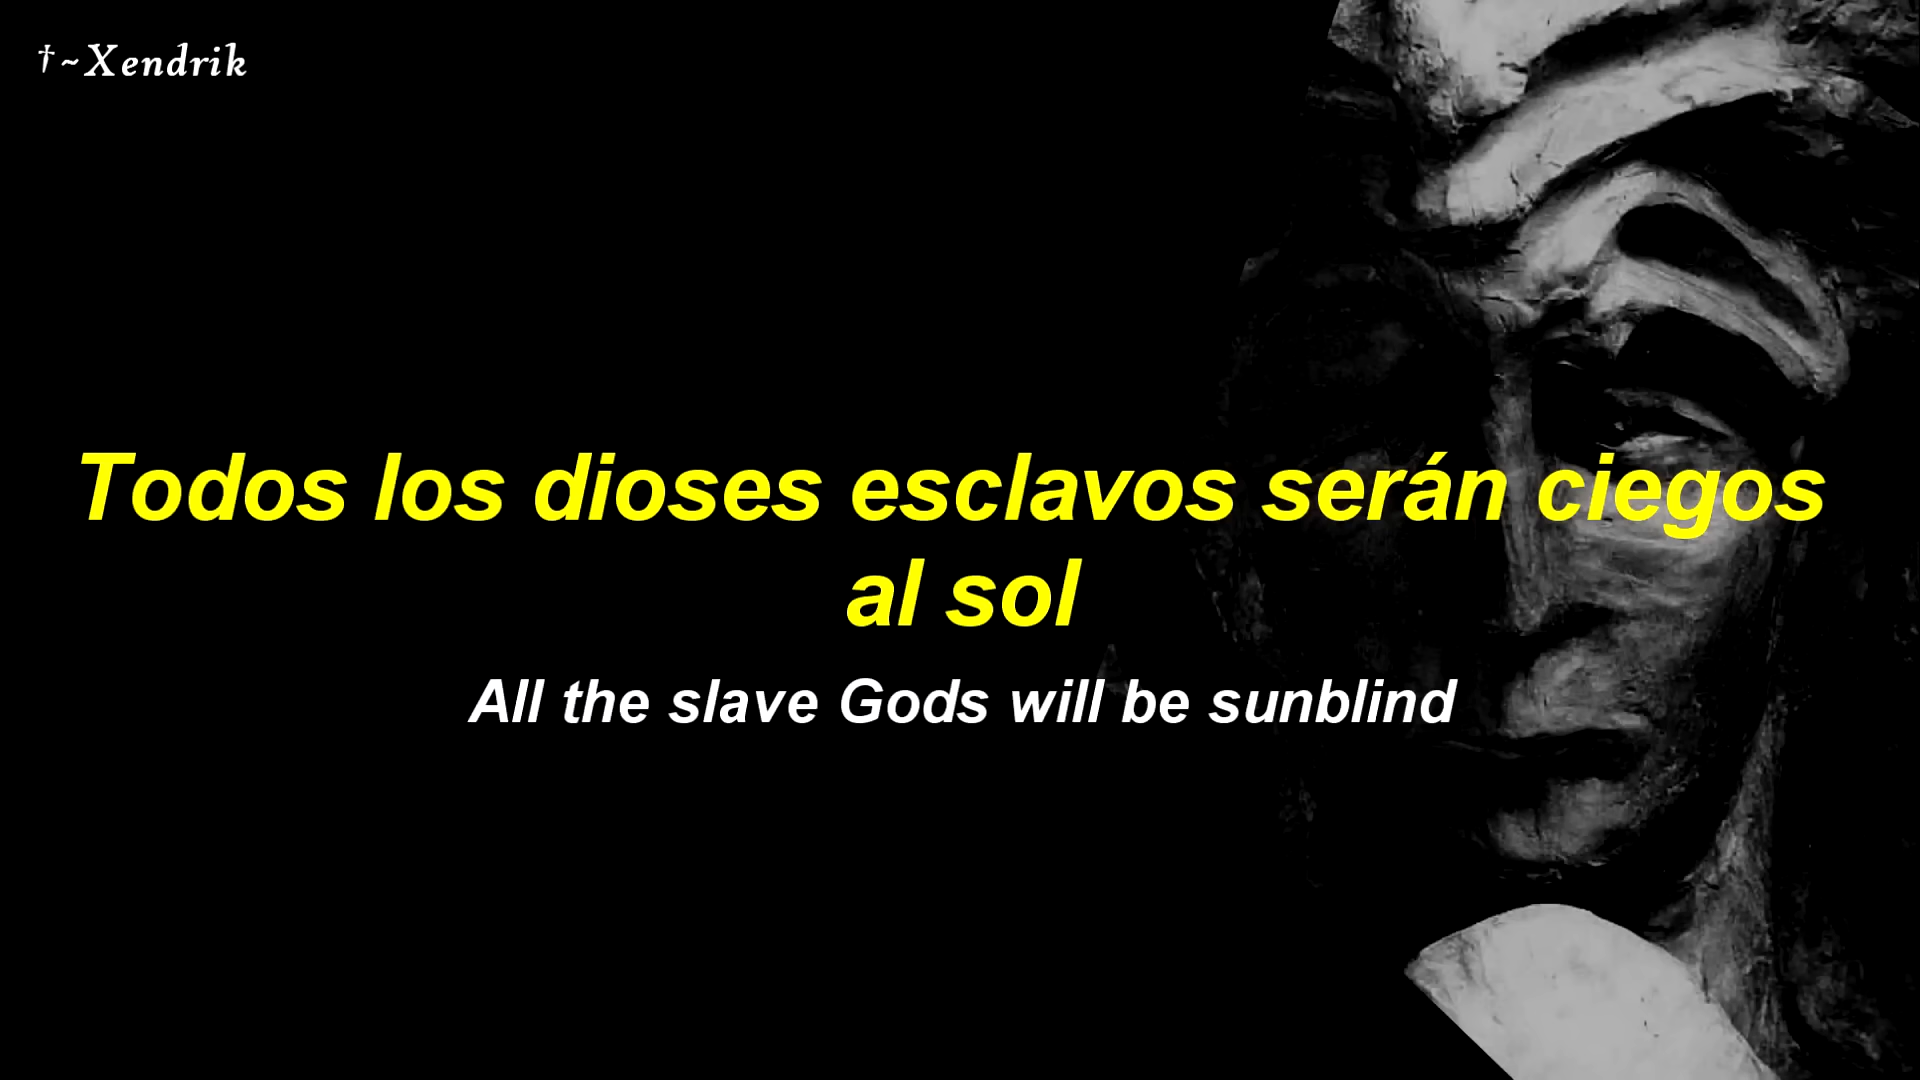 †~Xendrik
Todos los dioses esclavos serán ciegos
al sol
All the slave Gods will be sunblind